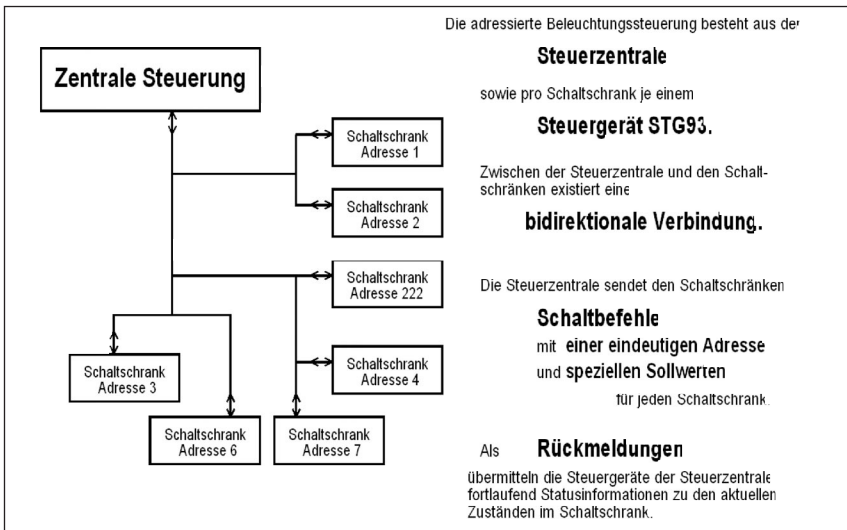 Zentrale Steuerung
Schaltschrank
Adresse 1
Schaltschrank
Adresse 2
Schaltschrank
Adresse 222
Schaltschrank
Adresse 3
Schaltschrank
Adresse 4
Schaltschrank
Adresse 6
Schaltschrank
Adresse 7
Die adressierte Beleuchtungssteuerung besteht aus der
Steuerzentrale
sowie pro Schaltschrank je einem
Steuergerät STG93.
Zwischen der Steuerzentrale und den Schalt-
schränken existiert eine
bidirektionale Verbindung.
Die Steuerzentrale sendet den Schaltschränken
Schaltbefehle
mit einer eindeutigen Adresse
und speziellen Sollwerten
für jeden Schaltschrank.
Als Rückmeldungen
übermitteln die Steuergeräte der Steuerzentrale
fortlaufend Statusinformationen zu den aktuellen
Zuständen im Schaltschrank.